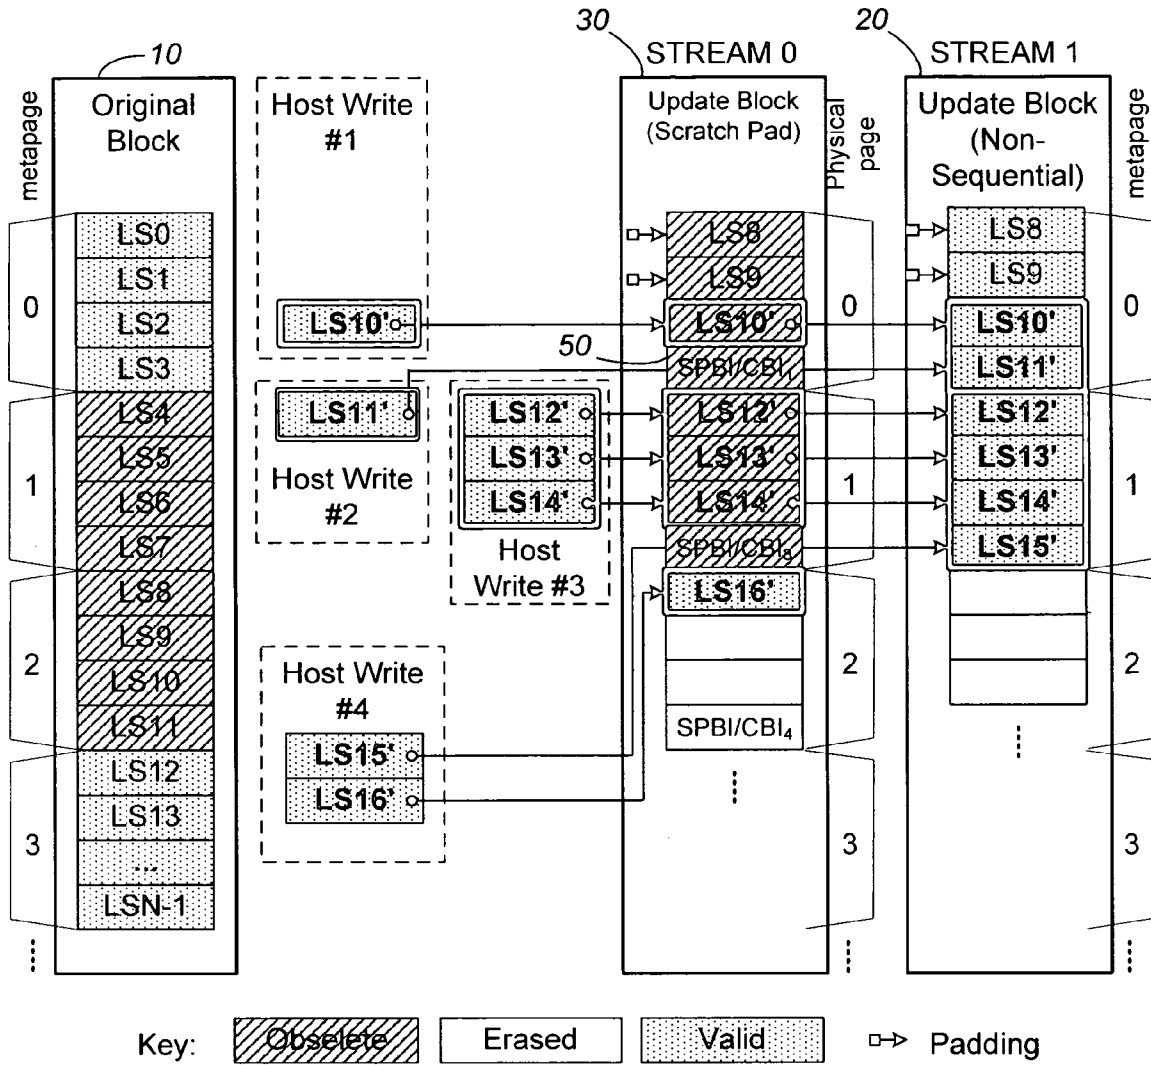 10
30
20
STREAM 0
STREAM 1
Original
Block
metapage
LS0
LS1
LS2
LS3
LS4
LS5
LS6
LS7
LS8
LS9
LS10
LS11
LS12
LS13
...
LSN-1
0
1
2
3
Host Write
#1
LS10'
LS11'
Host Write
#2
LS12'
LS13'
LS14'
Host
Write #3
Host Write
#4
LS15'
LS16'
50
Update Block
(Scratch Pad)
Physical
page
LS8
LS9
LS10'
SPBI/CBI₁
LS12'
LS13'
LS14'
SPBI/CBI₃
LS16'
SPBI/CBI₄
0
1
2
3
Update Block
(Non-
Sequential)
metapage
LS8
LS9
LS10'
LS11'
LS12'
LS13'
LS14'
LS15'
0
1
2
3
Key:
Obselete
Erased
Valid
Padding